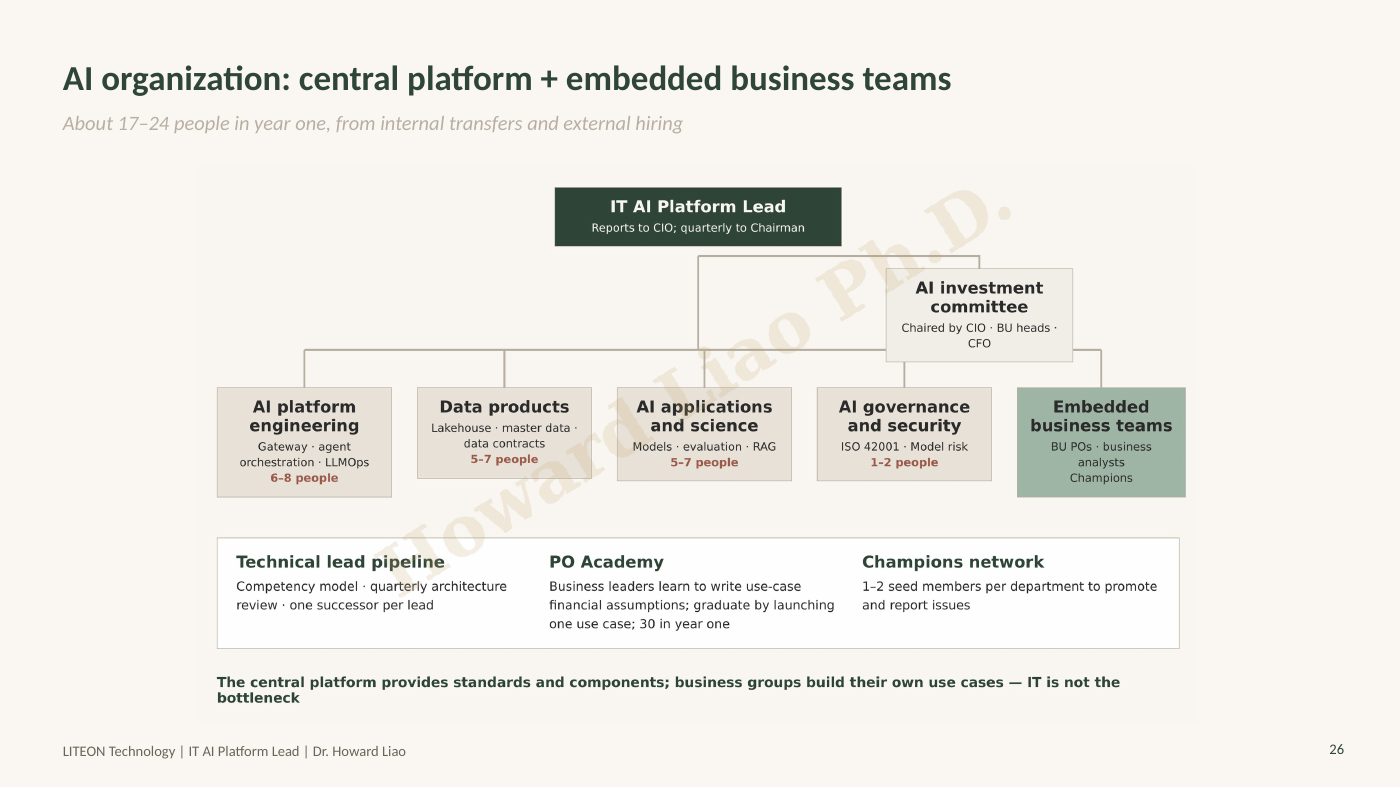 AI organization: central platform + embedded business teams
About 17–24 people in year one, from internal transfers and external hiring
IT AI Platform Lead
Reports to CIO; quarterly to Chairman
AI investment
committee
Chaired by CIO · BU heads ·
CFO
AI platform
engineering
Gateway · agent
orchestration · LLMOps
6–8 people
Data products
Lakehouse · master data ·
data contracts
5–7 people
AI applications
and science
Models · evaluation · RAG
5–7 people
AI governance
and security
ISO 42001 · Model risk
1–2 people
Embedded
business teams
BU POs · business
analysts
Champions
Technical lead pipeline
Competency model · quarterly architecture
review · one successor per lead
PO Academy
Business leaders learn to write use-case
financial assumptions; graduate by launching
one use case; 30 in year one
Champions network
1–2 seed members per department to promote
and report issues
The central platform provides standards and components; business groups build their own use cases — IT is not the
bottleneck
Howard Liao Ph.D.
LITEON Technology | IT AI Platform Lead | Dr. Howard Liao
26